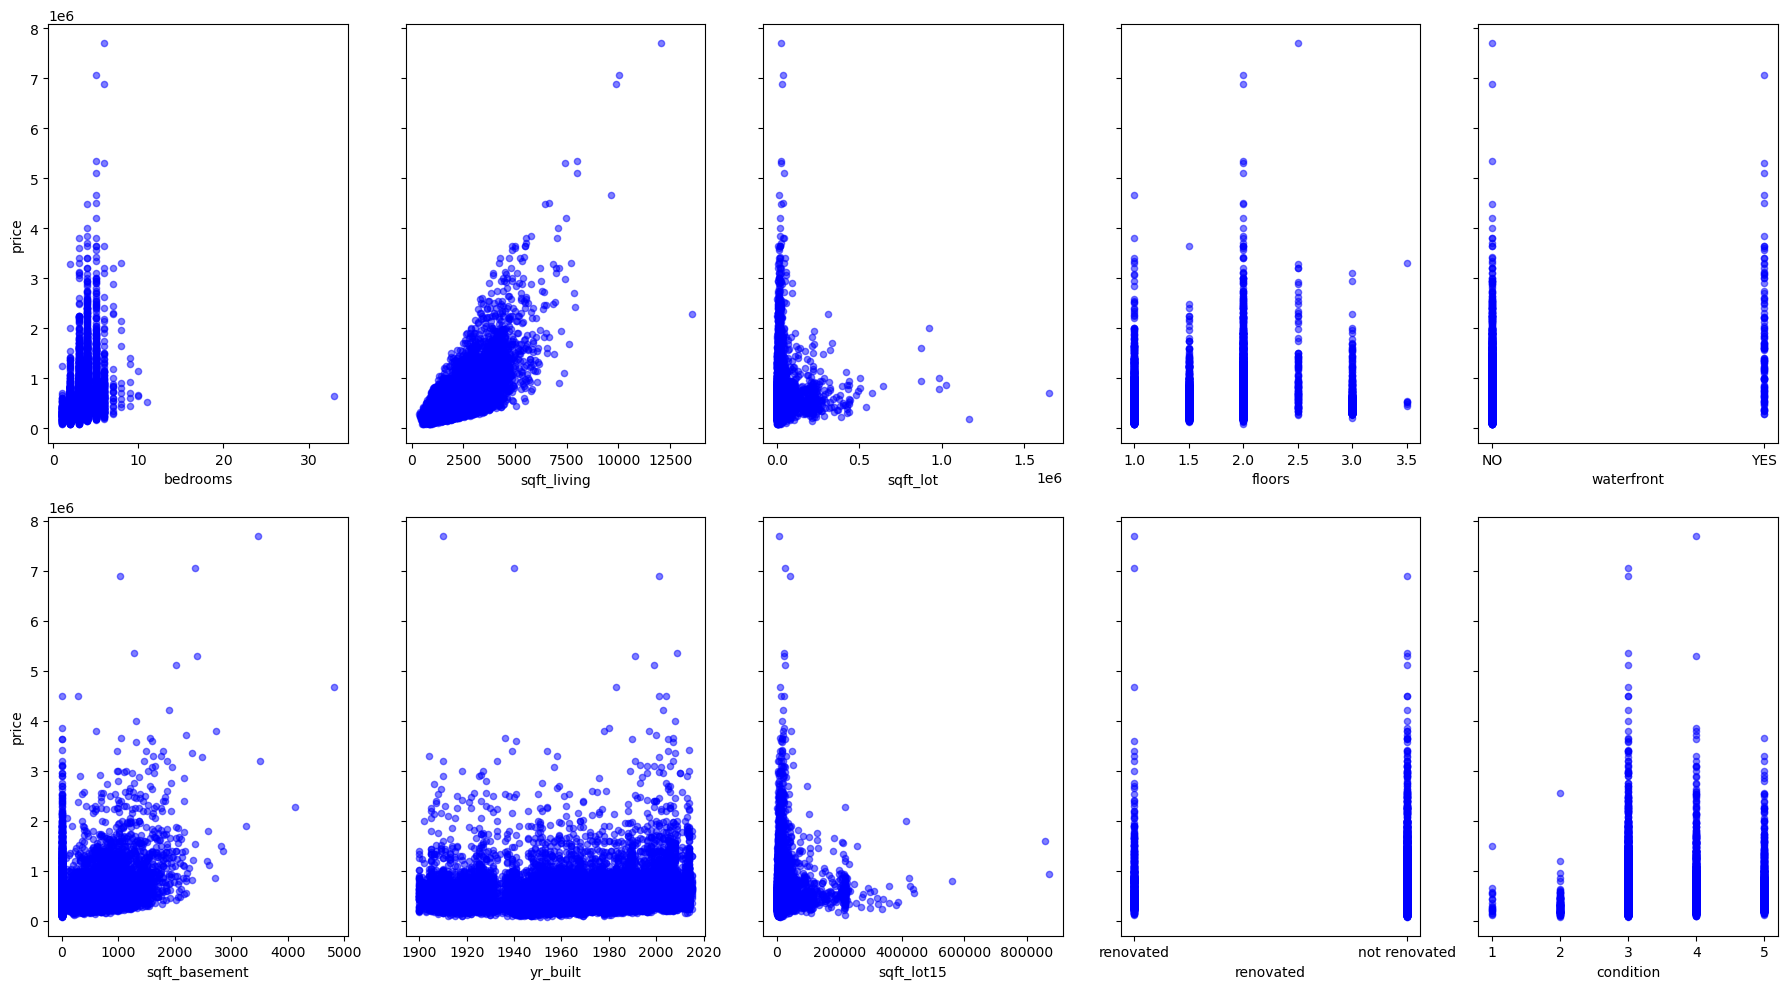 1e6
8
7
6
5
4
3
2
1
0
price
0 10 20 30
bedrooms
0 2500 5000 7500 10000 12500
sqft_living
0.0 0.5 1.0 1.5
1e6
sqft_lot
1.0 1.5 2.0 2.5 3.0 3.5
floors
NO YES
waterfront
1e6
8
7
6
5
4
3
2
1
0
price
0 1000 2000 3000 4000 5000
sqft_basement
1900 1920 1940 1960 1980 2000 2020
yr_built
0 200000 400000 600000 800000
sqft_lot15
renovated not renovated
renovated
1 2 3 4 5
condition